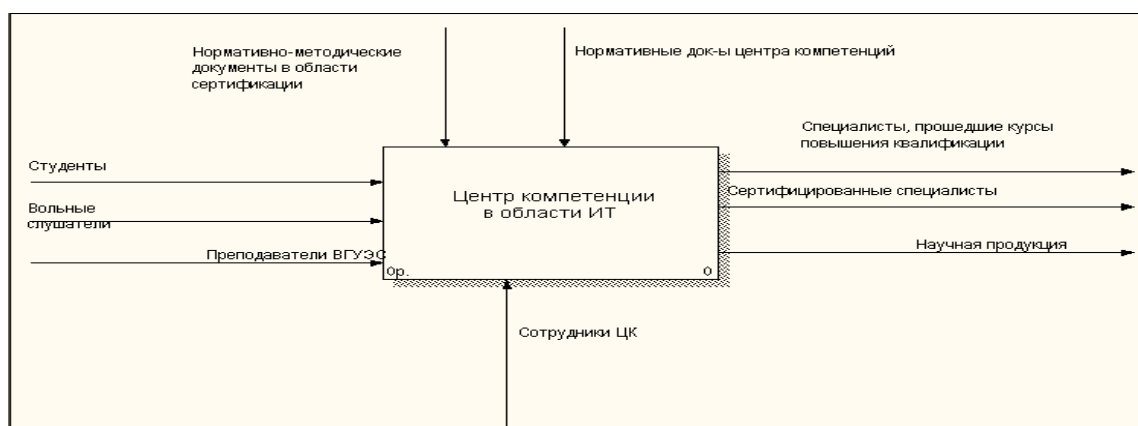 Нормативно-методические
документы в области
сертификации
Нормативные док-ы центра компетенций
Специалисты, прошедшие курсы
повышения квалификации
Студенты
Сертифицированные специалисты
Центр компетенции
в области ИТ
Вольные
слушатели
Преподаватели ВГУЭС
Научная продукция
0р.
0
Сотрудники ЦК